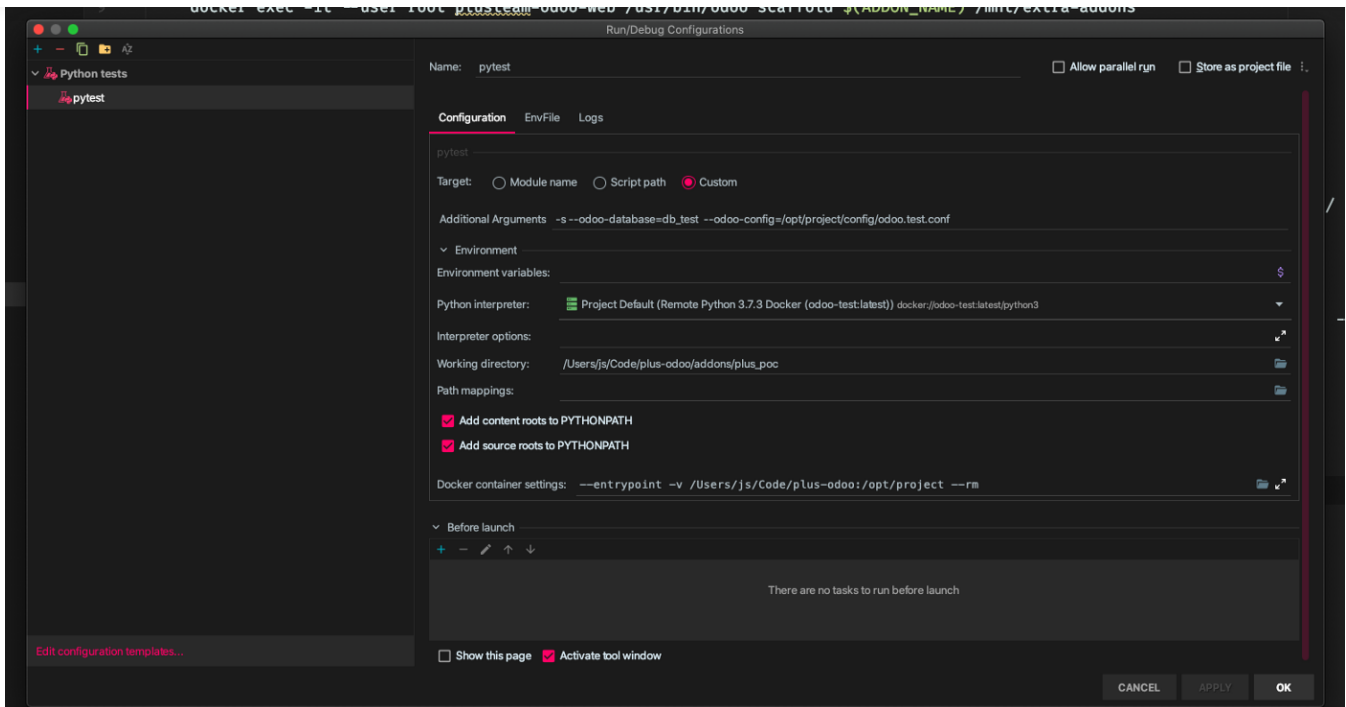 docker exec -it --user root plusteam-odoo-web /usr/bin/odoo scaffold $(ADDON_NAME) /mnt/extra-addons
Run/Debug Configurations
Python tests
pytest
Name: pytest
Allow parallel run
Store as project file
Configuration EnvFile Logs
pytest
Target: Module name Script path Custom
Additional Arguments -s --odoo-database=db_test --odoo-config=/opt/project/config/odoo.test.conf
Environment
Environment variables:
$
Python interpreter: Project Default (Remote Python 3.7.3 Docker (odoo-test:latest)) docker://odoo-test:latest/python3
Interpreter options:
Working directory: /Users/js/Code/plus-odoo/addons/plus_poc
Path mappings:
Add content roots to PYTHONPATH
Add source roots to PYTHONPATH
Docker container settings: --entrypoint -v /Users/js/Code/plus-odoo:/opt/project --rm
Before launch
There are no tasks to run before launch
Edit configuration templates...
Show this page Activate tool window
CANCEL APPLY OK